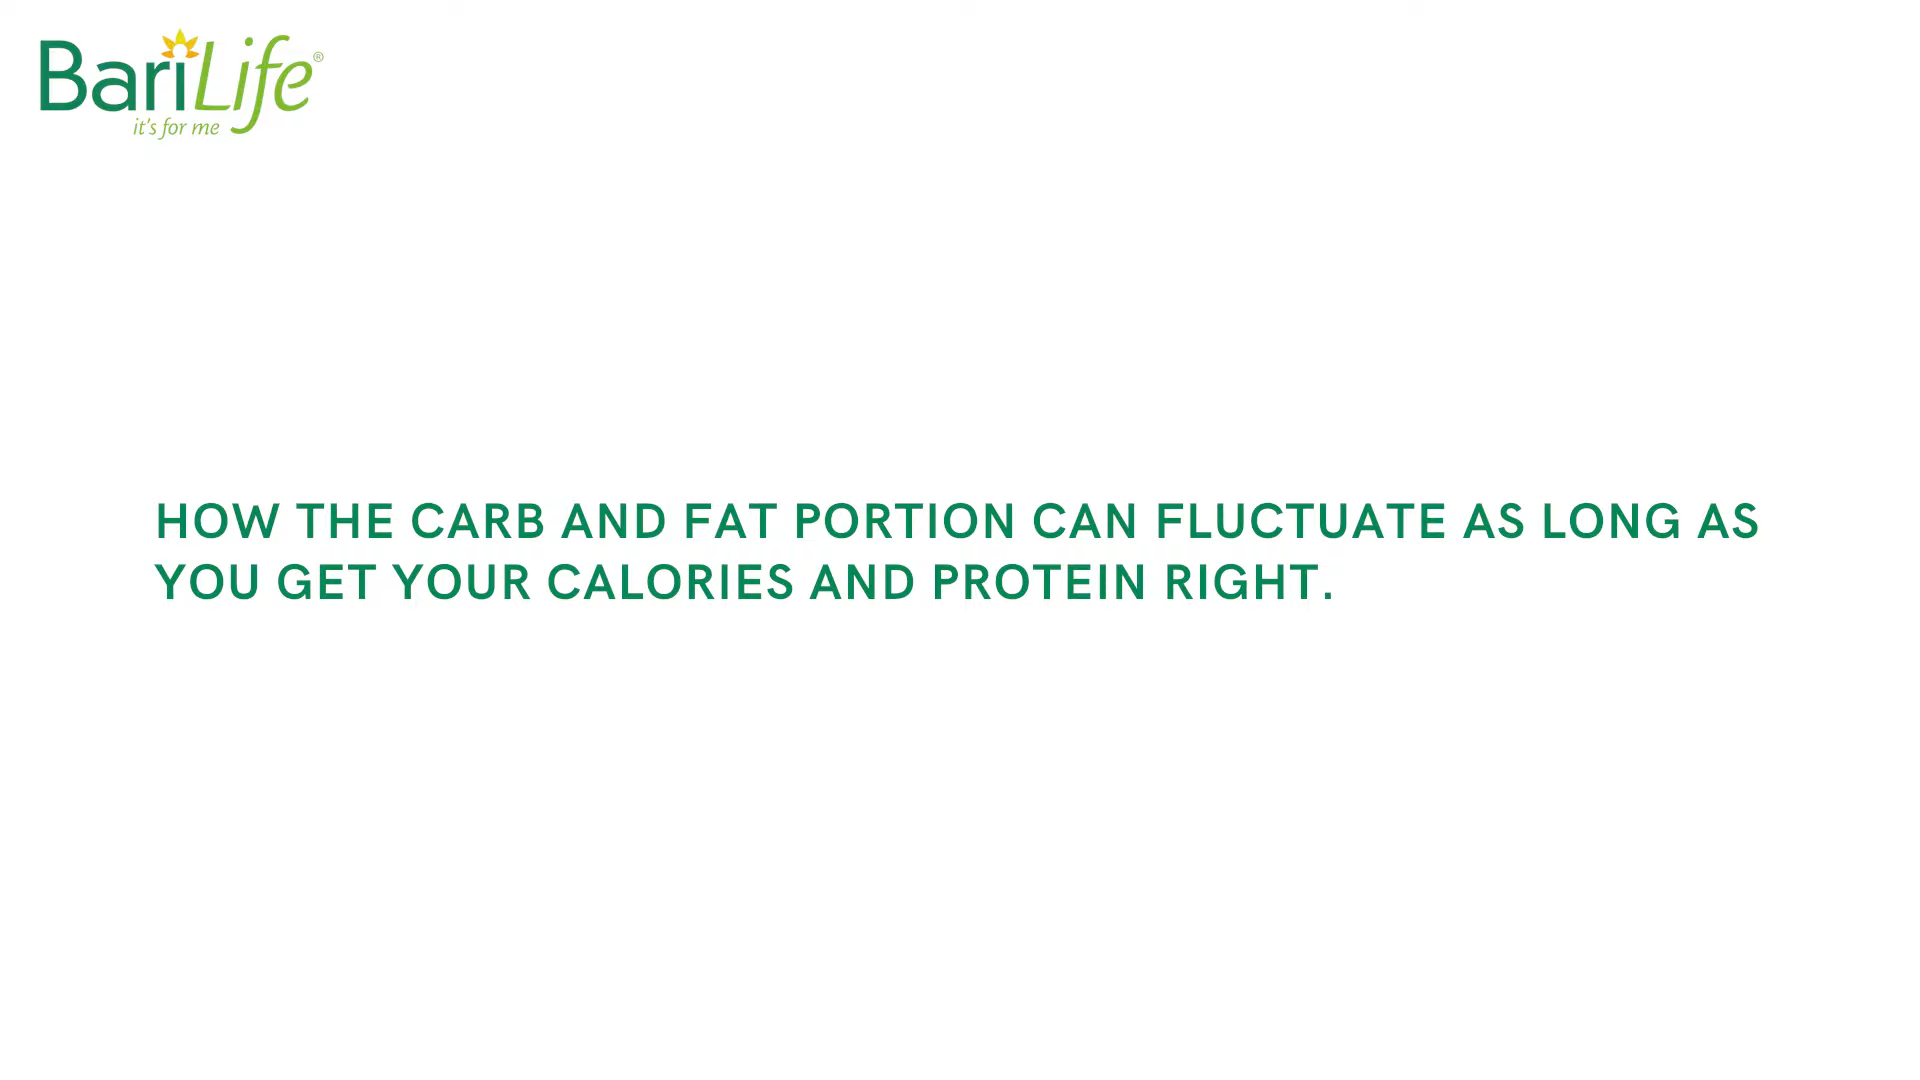 BariLife®
it's for me
HOW THE CARB AND FAT PORTION CAN FLUCTUATE AS LONG AS
YOU GET YOUR CALORIES AND PROTEIN RIGHT.